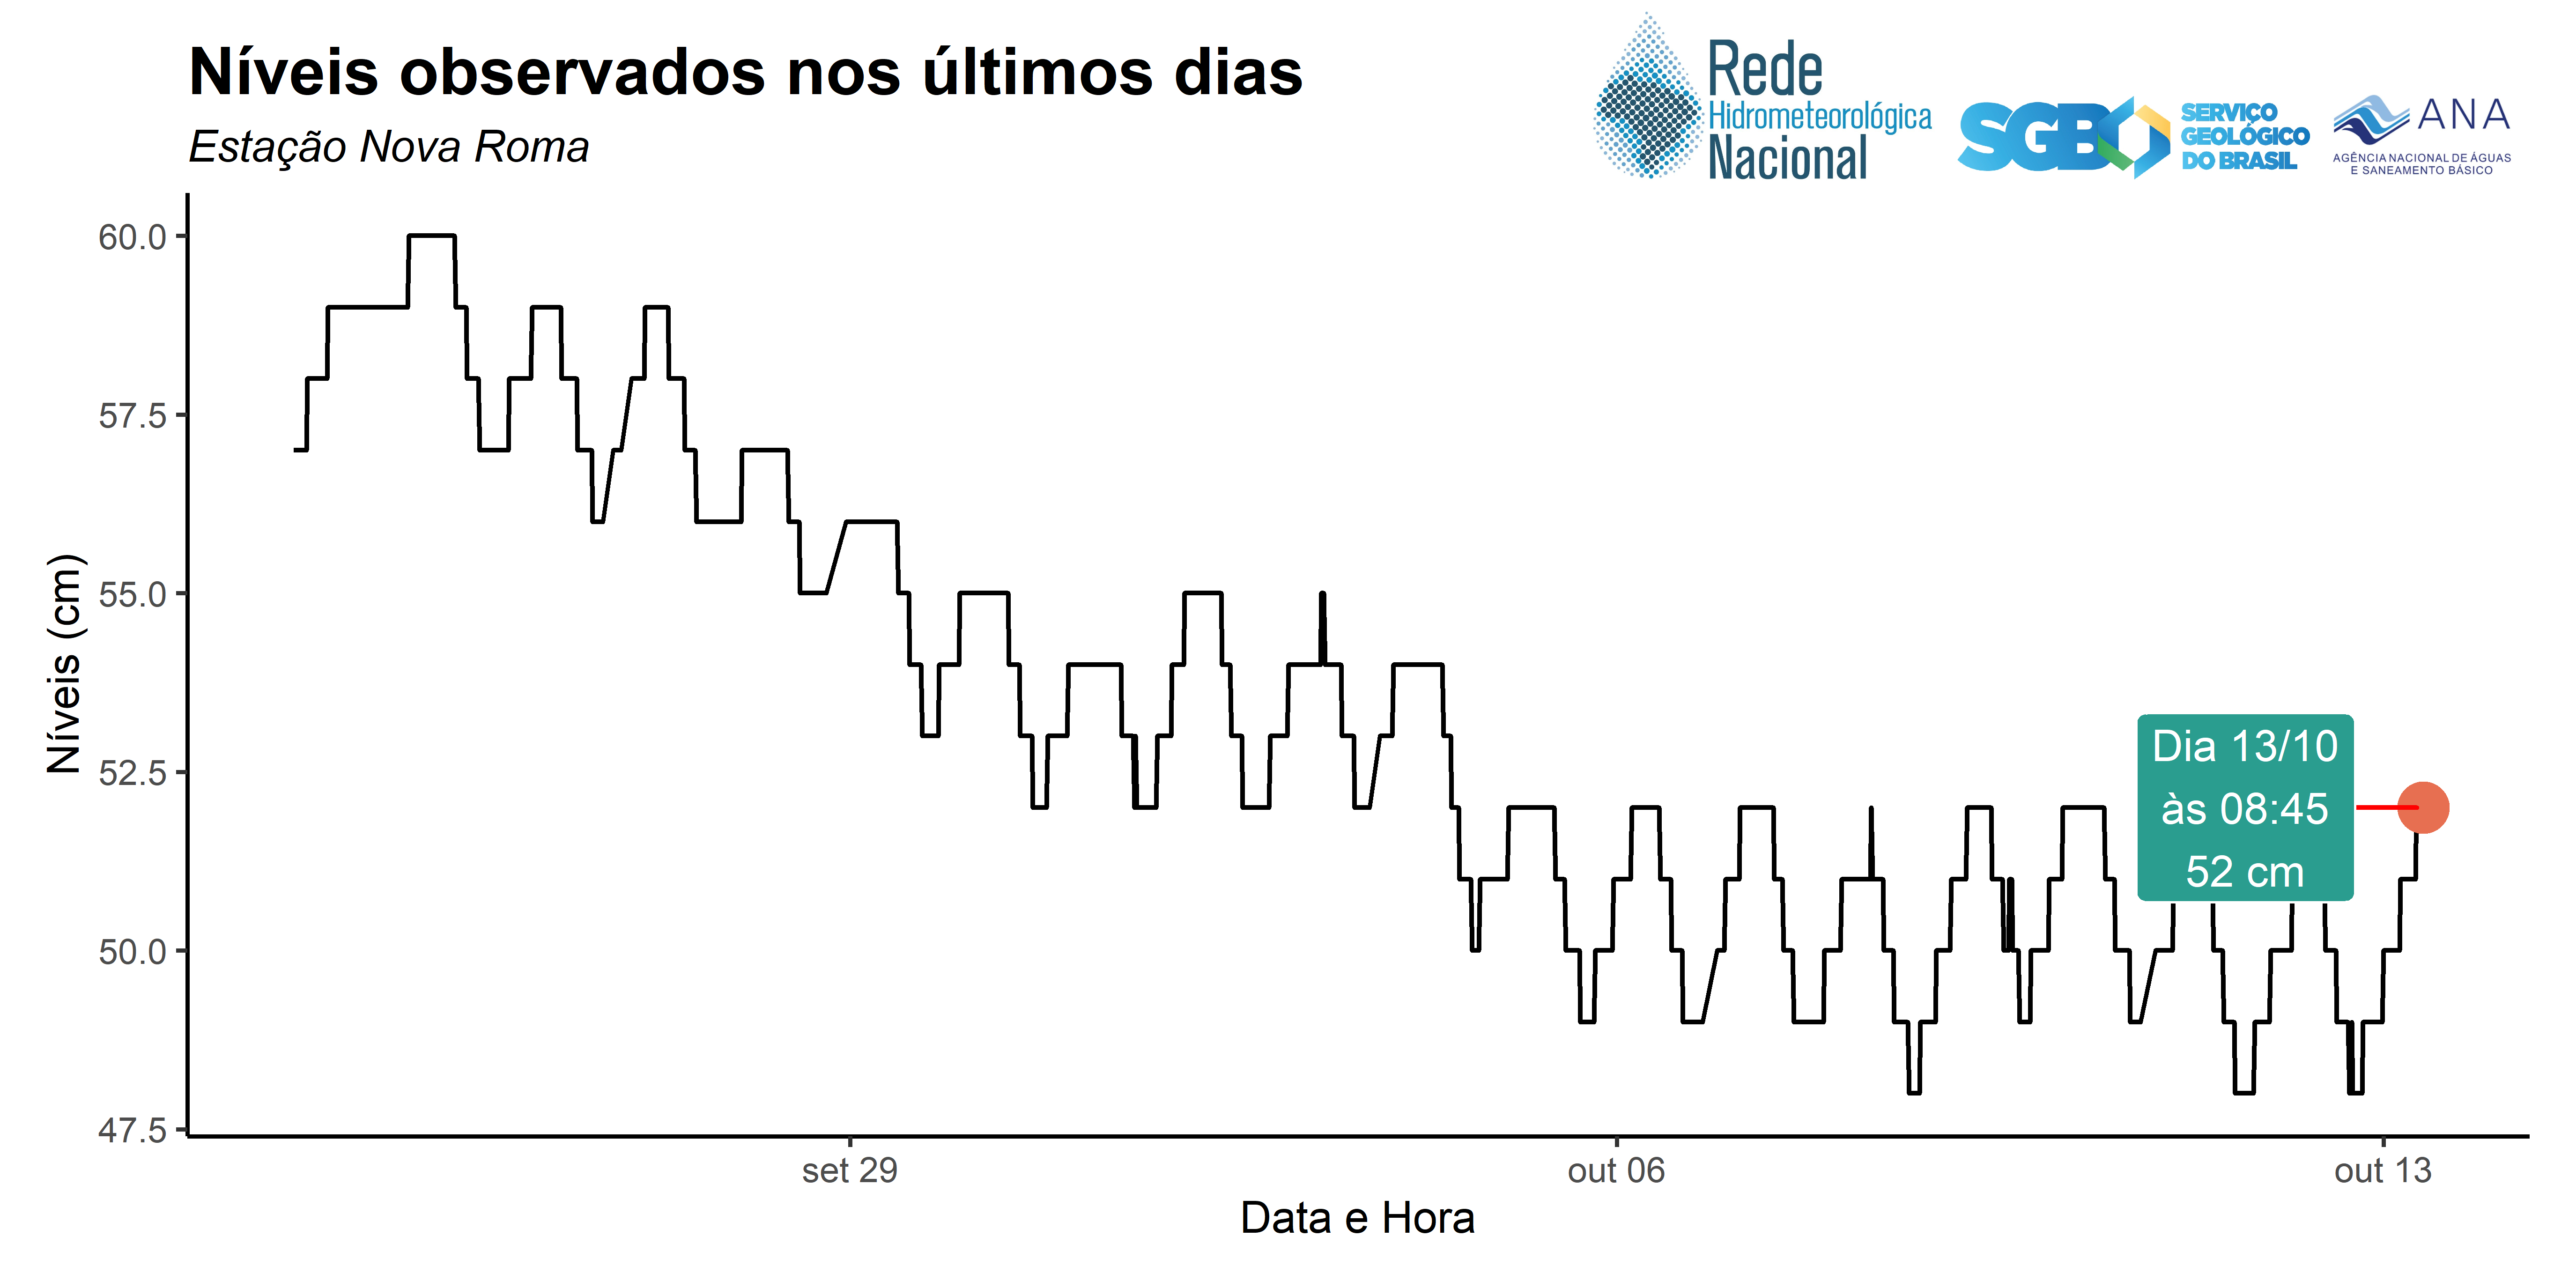 Níveis observados nos últimos dias
Estação Nova Roma
Rede
Hidrometeorológica
Nacional
SGB
SERVIÇO
GEOLÓGICO
DO BRASIL
ANA
AGÊNCIA NACIONAL DE ÁGUAS
E SANEAMENTO BÁSICO
Níveis (cm)
60.0
57.5
55.0
52.5
50.0
47.5
Dia 13/10
às 08:45
52 cm
set 29
out 06
out 13
Data e Hora